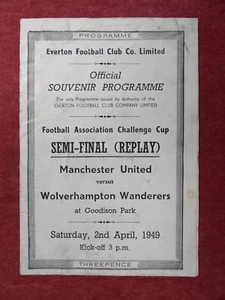 PROGRAMME
Everton Football Club Co. Limited
Official
SOUVENIR PROGRAMME
The only Programme issued by authority of the
EVERTON FOOTBALL CLUB COMPANY LIMITED
Football Association Challenge Cup
SEMI-FINAL (REPLAY)
Manchester United
versus
Wolverhampton Wanderers
at Goodison Park
Saturday, 2nd April, 1949
Kick-off 3 p.m.
THREEPENCE